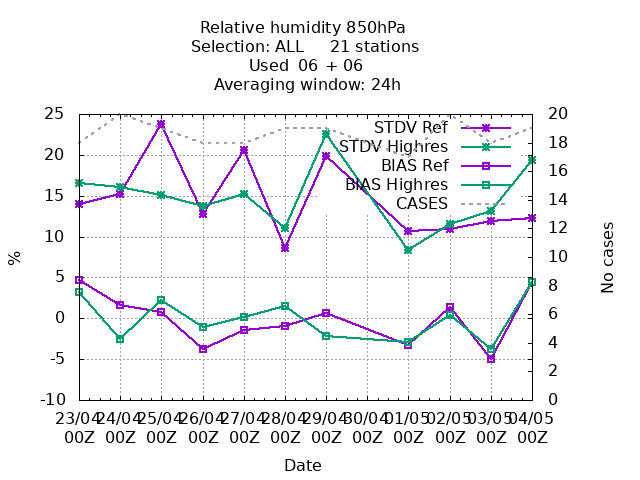 Relative humidity 850hPa
Selection: ALL 21 stations
Used 06 + 06
Averaging window: 24h
25
20
15
10
5
0
-5
-10
%
20
18
16
14
12
10
8
6
4
2
0
No cases
STDV Ref
STDV Highres
BIAS Ref
BIAS Highres
CASES
23/04 24/04 25/04 26/04 27/04 28/04 29/04 30/04 01/05 02/05 03/05 04/05
00Z 00Z 00Z 00Z 00Z 00Z 00Z 00Z 00Z 00Z 00Z 00Z
Date